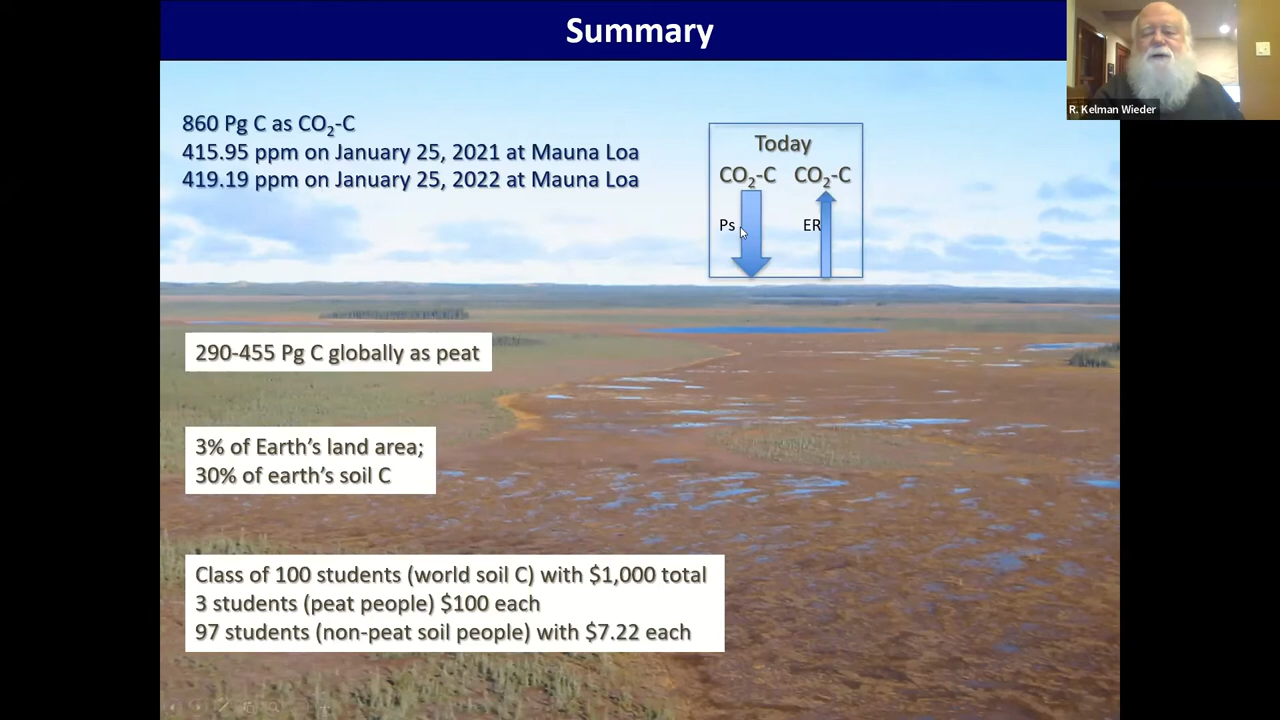 Summary
R. Kelman Wieder
860 Pg C as CO₂-C
415.95 ppm on January 25, 2021 at Mauna Loa
419.19 ppm on January 25, 2022 at Mauna Loa
Today
CO₂-C CO₂-C
Ps ER
290-455 Pg C globally as peat
3% of Earth's land area;
30% of earth's soil C
Class of 100 students (world soil C) with $1,000 total
3 students (peat people) $100 each
97 students (non-peat soil people) with $7.22 each